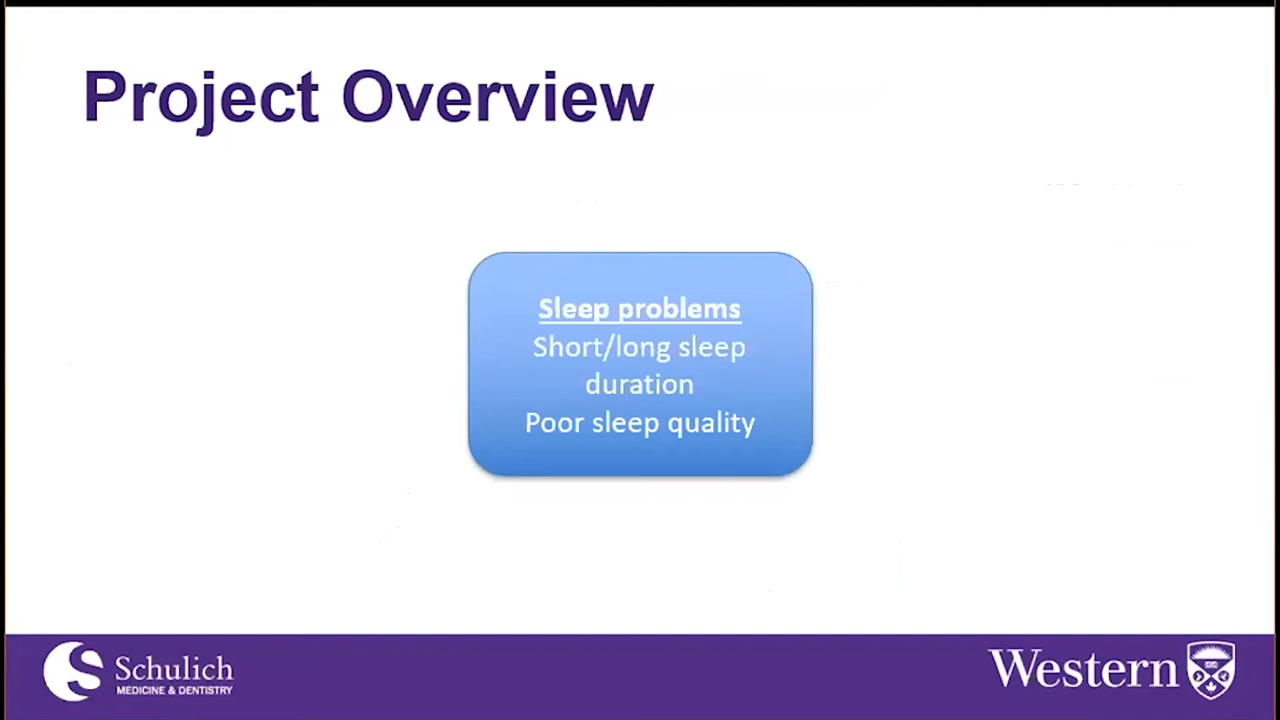 Project Overview
Sleep problems
Short/long sleep
duration
Poor sleep quality
Schulich
MEDICINE & DENTISTRY
Western